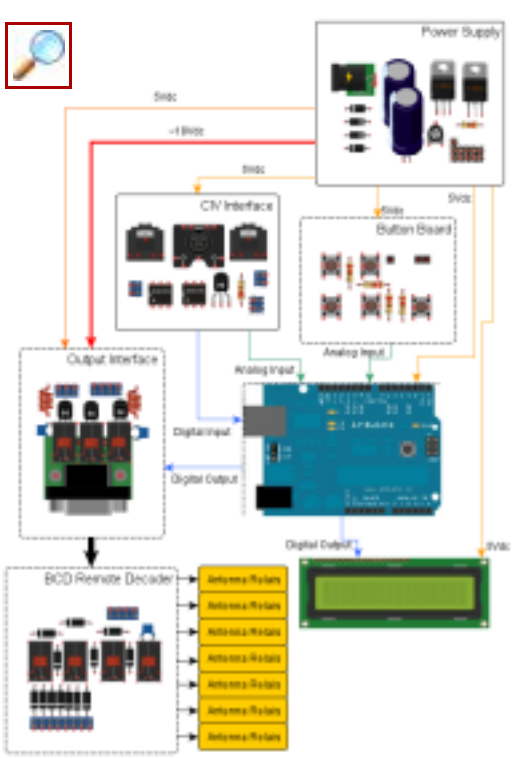 Power Supply
5Vdc
~18Vdc
5Vdc
5Vdc
5Vdc
CIV Interface
Button Board
Analog Input
Analog Input
Output Interface
Digital Input
Digital Output
ARDUINO
Digital Output
5Vdc
BCD Remote Decoder
Antenna Relais
Antenna Relais
Antenna Relais
Antenna Relais
Antenna Relais
Antenna Relais
Antenna Relais